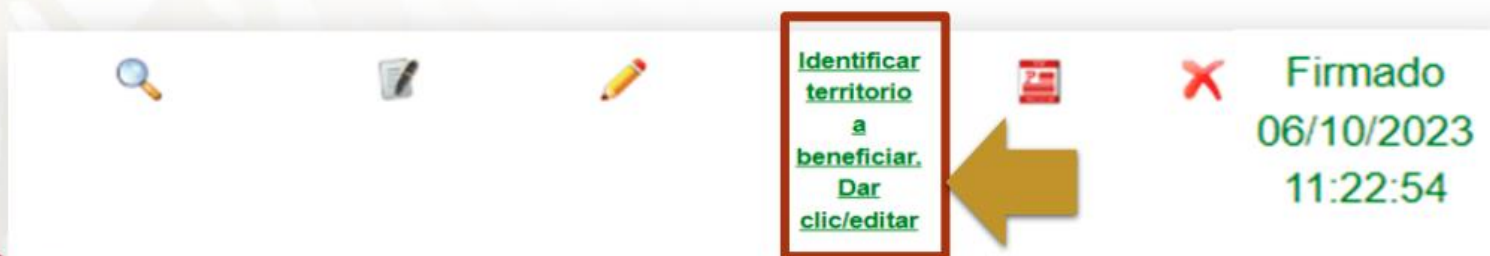 Identificar
territorio
a
beneficiar.
Dar
clic/editar
Firmado
06/10/2023
11:22:54